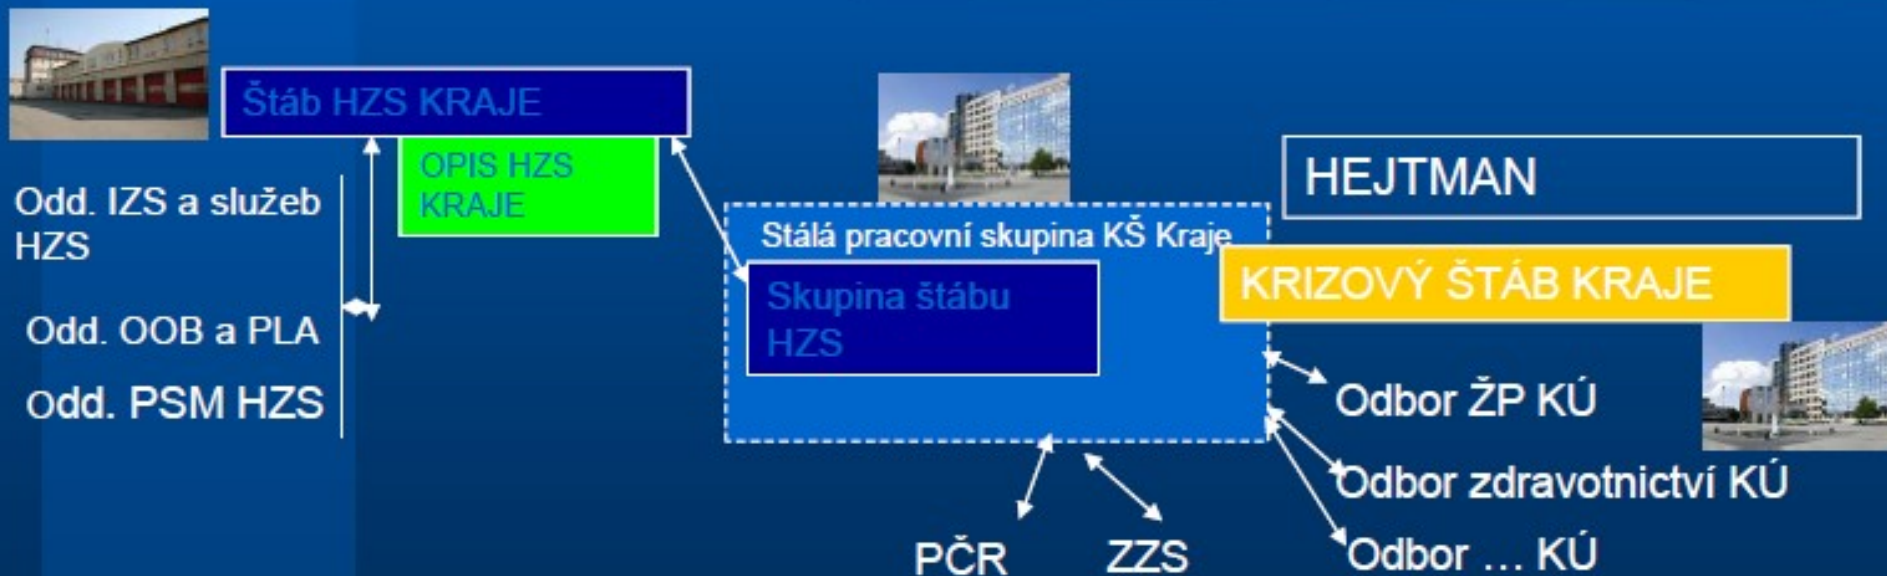 Štáb HZS KRAJE
OPIS HZS
KRAJE
Odd. IZS a služeb
HZS
Odd. OOB a PLA
Odd. PSM HZS
Stálá pracovní skupina KŠ Kraje
Skupina štábu
HZS
HEJTMAN
KRIZOVÝ ŠTÁB KRAJE
Odbor ŽP KÚ
Odbor zdravotnictví KÚ
Odbor … KÚ
PČR
ZZS